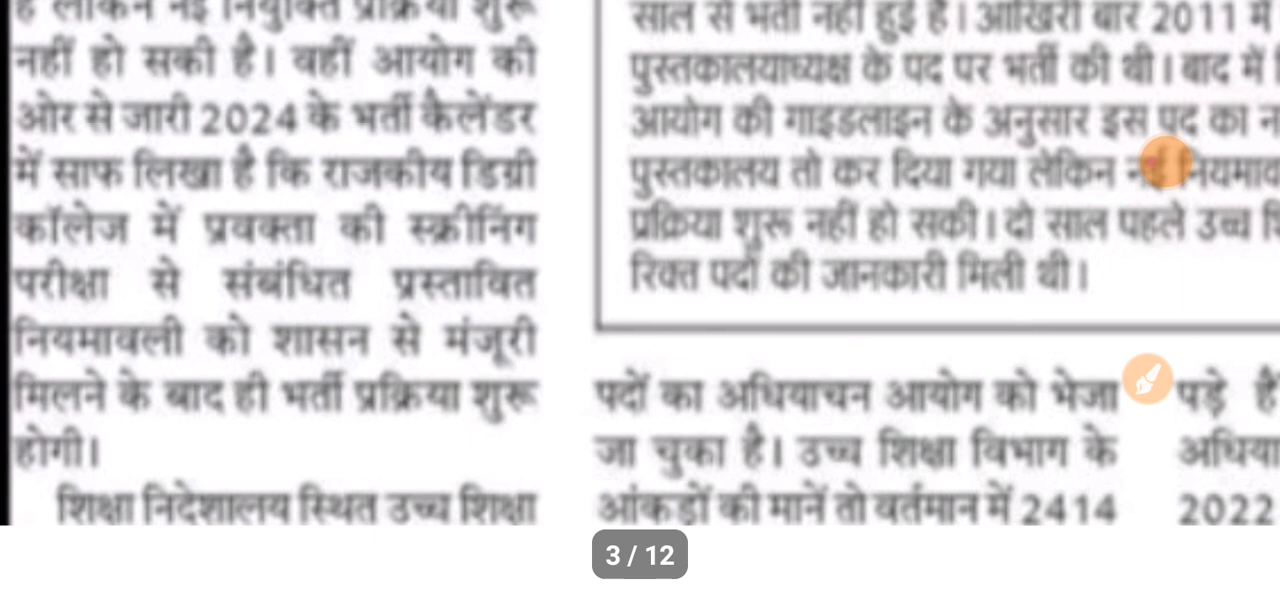 है लेकिन नई नियुक्ति प्रक्रिया शुरू
नहीं हो सकी है। वहीं आयोग की
ओर से जारी 2024 के भर्ती कैलेंडर
में साफ लिखा है कि राजकीय डिग्री
कॉलेज में प्रवक्ता की स्क्रीनिंग
परीक्षा से संबंधित प्रस्तावित
नियमावली को शासन से मंजूरी
मिलने के बाद ही भर्ती प्रक्रिया शुरू
होगी।
शिक्षा निदेशालय स्थित उच्च शिक्षा
साल से भर्ती नहीं हुई है। आखिरी बार 2011 में
पुस्तकालयाध्यक्ष के पद पर भर्ती की थी। बाद में
आयोग की गाइडलाइन के अनुसार इस पद का
पुस्तकालय तो कर दिया गया लेकिन नई
प्रक्रिया शुरू नहीं हो सकी। दो साल पहले उच्च
रिक्त पदों की जानकारी मिली थी।
पदों का अधियाचन आयोग को भेजा
जा चुका है। उच्च शिक्षा विभाग के
आंकड़ों की मानें तो वर्तमान में 2414
पड़े हैं
2022
3 / 12